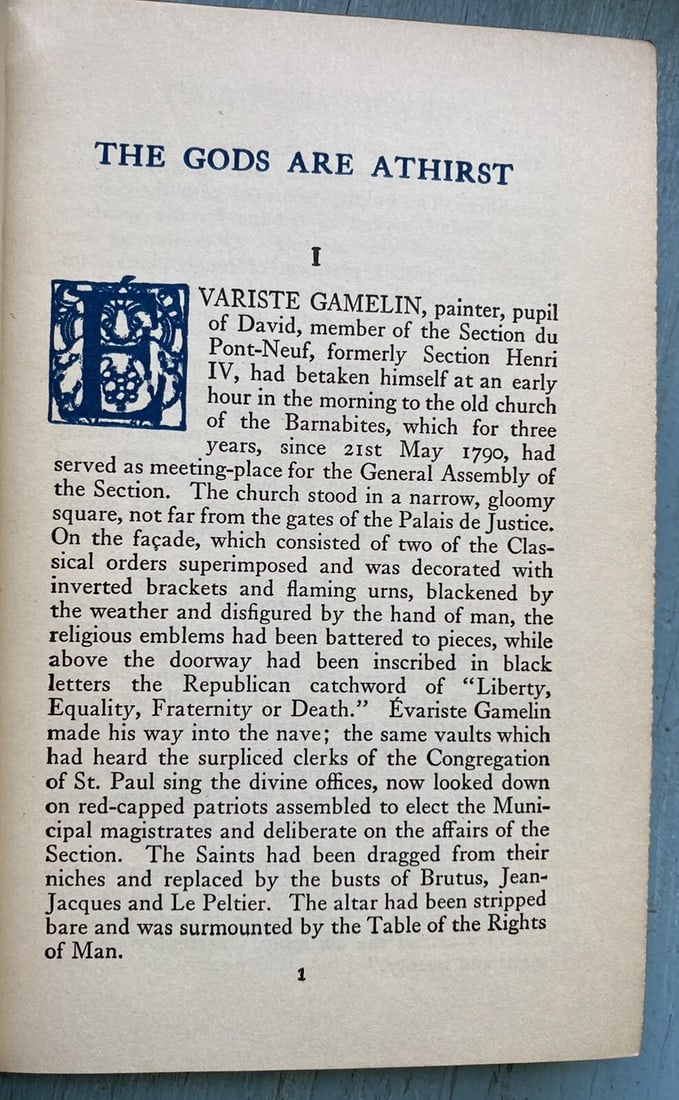 THE GODS ARE ATHIRST
I
ÉVARISTE GAMELIN, painter, pupil
of David, member of the Section du
Pont-Neuf, formerly Section Henri
IV, had betaken himself at an early
hour in the morning to the old church
of the Barnabites, which for three
years, since 21st May 1790, had
served as meeting-place for the General Assembly of
the Section. The church stood in a narrow, gloomy
square, not far from the gates of the Palais de Justice.
On the façade, which consisted of two of the Clas-
sical orders superimposed and was decorated with
inverted brackets and flaming urns, blackened by
the weather and disfigured by the hand of man, the
religious emblems had been battered to pieces, while
above the doorway had been inscribed in black
letters the Republican catchword of "Liberty,
Equality, Fraternity or Death." Évariste Gamelin
made his way into the nave; the same vaults which
had heard the surpliced clerks of the Congregation
of St. Paul sing the divine offices, now looked down
on red-capped patriots assembled to elect the Muni-
cipal magistrates and deliberate on the affairs of the
Section. The Saints had been dragged from their
niches and replaced by the busts of Brutus, Jean-
Jacques and Le Peltier. The altar had been stripped
bare and was surmounted by the Table of the Rights
of Man.
1